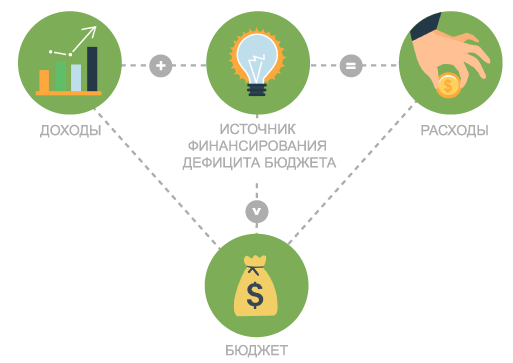 +
=
ДОХОДЫ
ИСТОЧНИК
ФИНАНСИРОВАНИЯ
ДЕФИЦИТА БЮДЖЕТА
РАСХОДЫ
$
v
$
БЮДЖЕТ